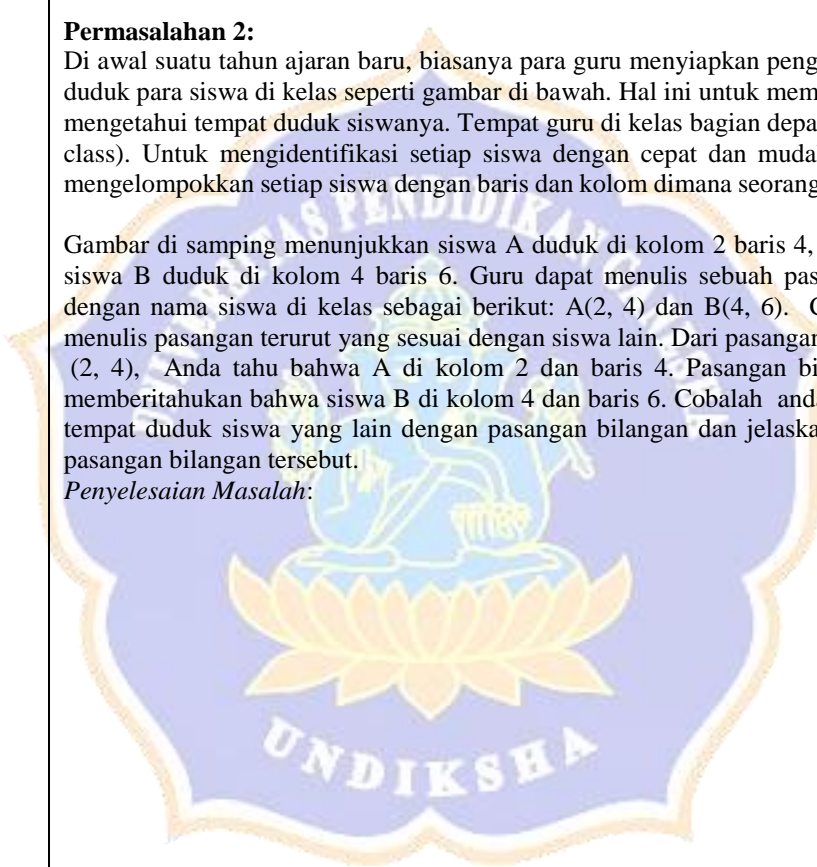 Permasalahan 2:
Di awal suatu tahun ajaran baru, biasanya para guru menyiapkan peng
duduk para siswa di kelas seperti gambar di bawah. Hal ini untuk mem
mengetahui tempat duduk siswanya. Tempat guru di kelas bagian depa
class). Untuk mengidentifikasi setiap siswa dengan cepat dan muda
mengelompokkan setiap siswa dengan baris dan kolom dimana seorang
Gambar di samping menunjukkan siswa A duduk di kolom 2 baris 4,
siswa B duduk di kolom 4 baris 6. Guru dapat menulis sebuah pas
dengan nama siswa di kelas sebagai berikut: A(2, 4) dan B(4, 6).
menulis pasangan terurut yang sesuai dengan siswa lain. Dari pasangan
(2, 4), Anda tahu bahwa A di kolom 2 dan baris 4. Pasangan bi
memberitahukan bahwa siswa B di kolom 4 dan baris 6. Cobalah anda
tempat duduk siswa yang lain dengan pasangan bilangan dan jelaska
pasangan bilangan tersebut.
Penyelesaian Masalah:
UNIVERSITAS PENDIDIKAN GANESHA
UNDIKSHA